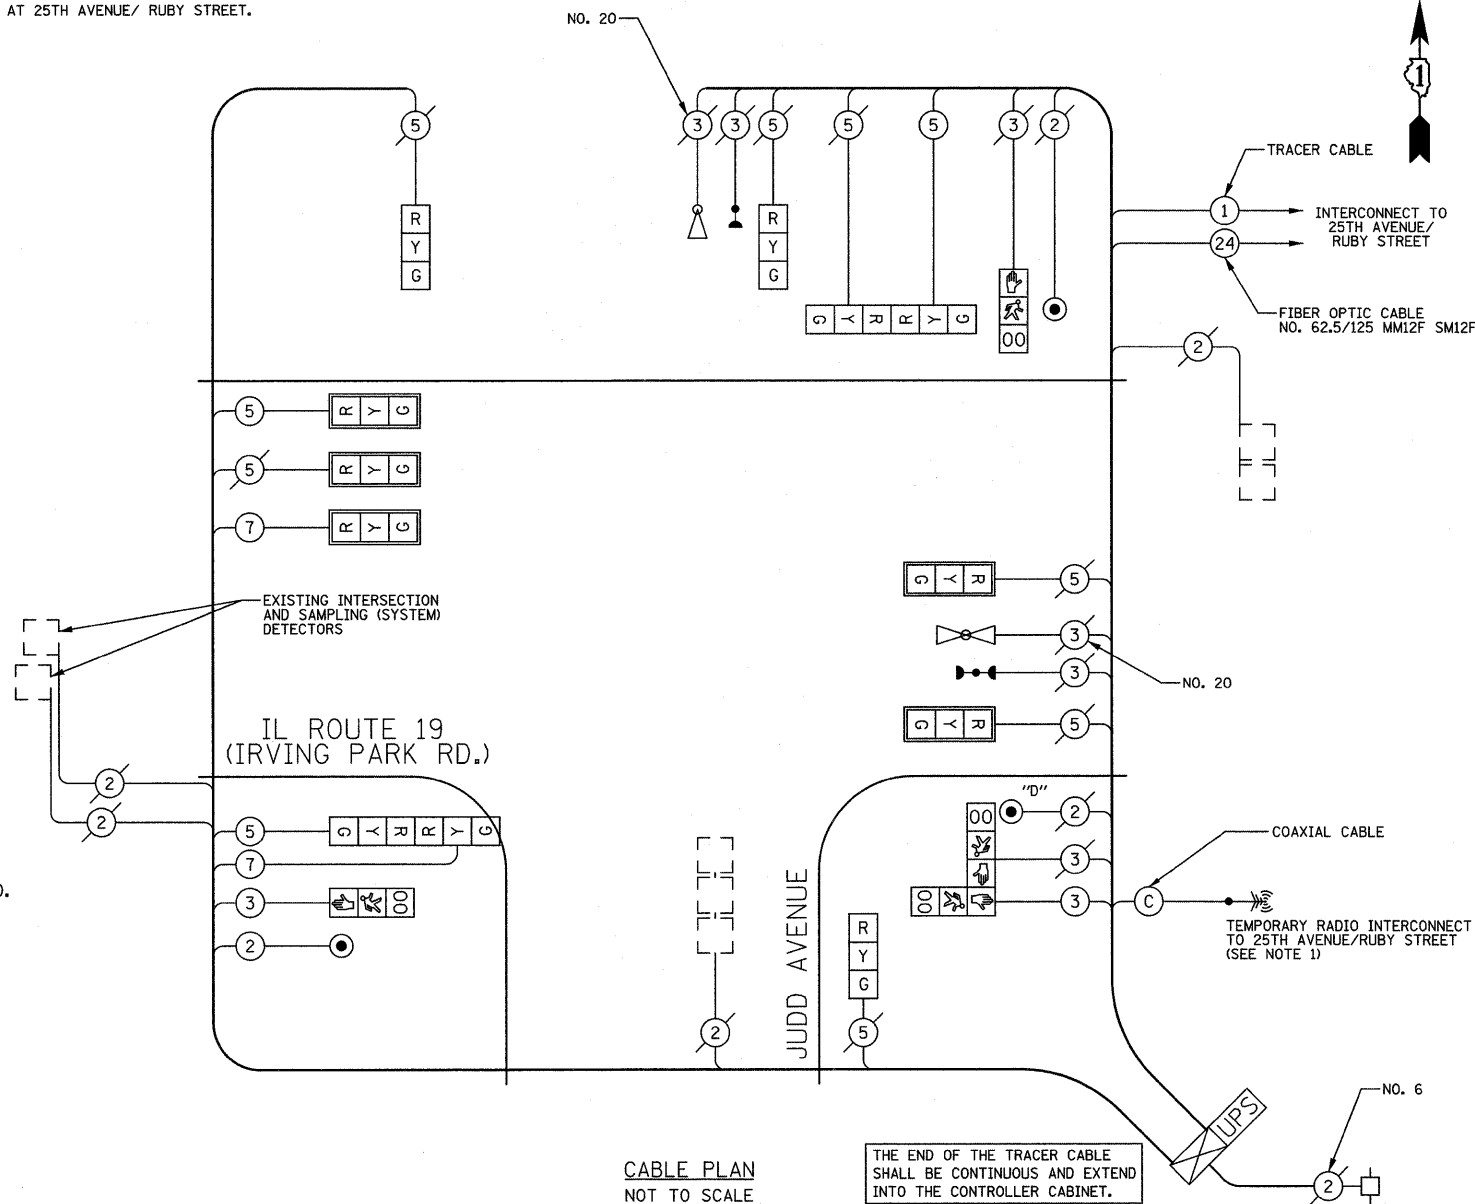 AT 25TH AVENUE/ RUBY STREET.
NO. 20
1
5
3
3
5
5
5
3
2
TRACER CABLE
1
INTERCONNECT TO
25TH AVENUE/
RUBY STREET
24
FIBER OPTIC CABLE
NO. 62.5/125 MM12F SM12F
R
Y
G
R
Y
G
G Y R R Y G
00
2
5
R Y G
5
R Y G
7
R Y G
G Y R
5
EXISTING INTERSECTION
AND SAMPLING (SYSTEM)
DETECTORS
3
3
NO. 20
G Y R
5
IL ROUTE 19
(IRVING PARK RD.)
2
2
"D"
2
00
5
G Y R R Y G
7
3
COAXIAL CABLE
3
00
00
3
C
2
TEMPORARY RADIO INTERCONNECT
TO 25TH AVENUE/RUBY STREET
(SEE NOTE 1)
JUDD AVENUE
R
Y
G
2
5
UPS
NO. 6
2
CABLE PLAN
NOT TO SCALE
THE END OF THE TRACER CABLE
SHALL BE CONTINUOUS AND EXTEND
INTO THE CONTROLLER CABINET.